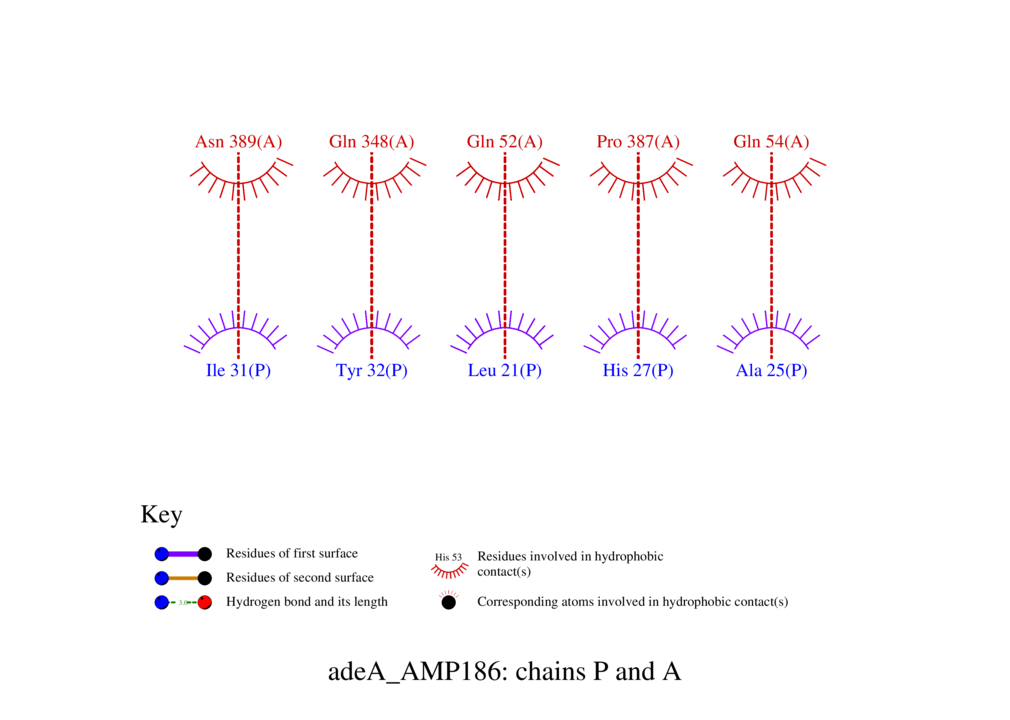 Asn 389(A) Gln 348(A) Gln 52(A) Pro 387(A) Gln 54(A)
Ile 31(P) Tyr 32(P) Leu 21(P) His 27(P) Ala 25(P)
Key
Residues of first surface
Residues of second surface
3.0
Hydrogen bond and its length
His 53
Residues involved in hydrophobic
contact(s)
Corresponding atoms involved in hydrophobic contact(s)
adeA_AMP186: chains P and A